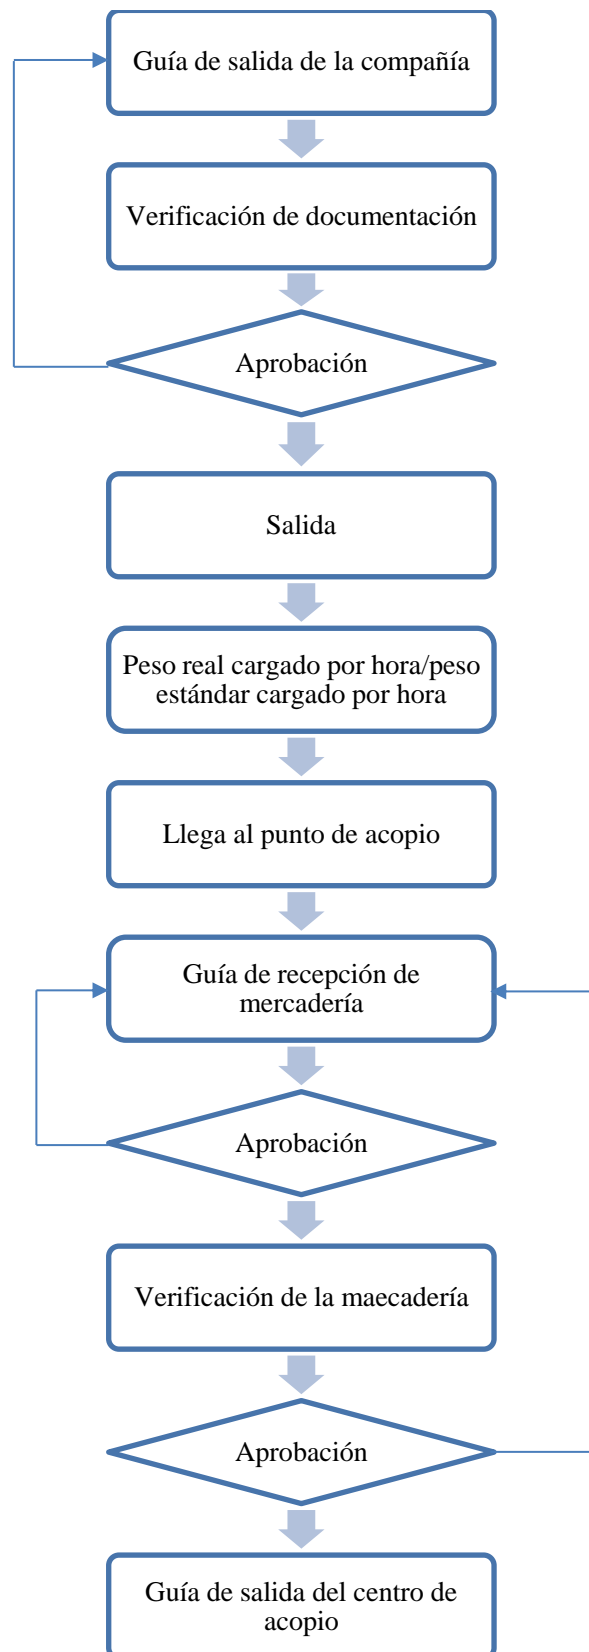 Guía de salida de la compañía
Verificación de documentación
Aprobación
Salida
Peso real cargado por hora/peso
estándar cargado por hora
Llega al punto de acopio
Guía de recepción de
mercadería
Aprobación
Verificación de la maecadería
Aprobación
Guía de salida del centro de
acopio